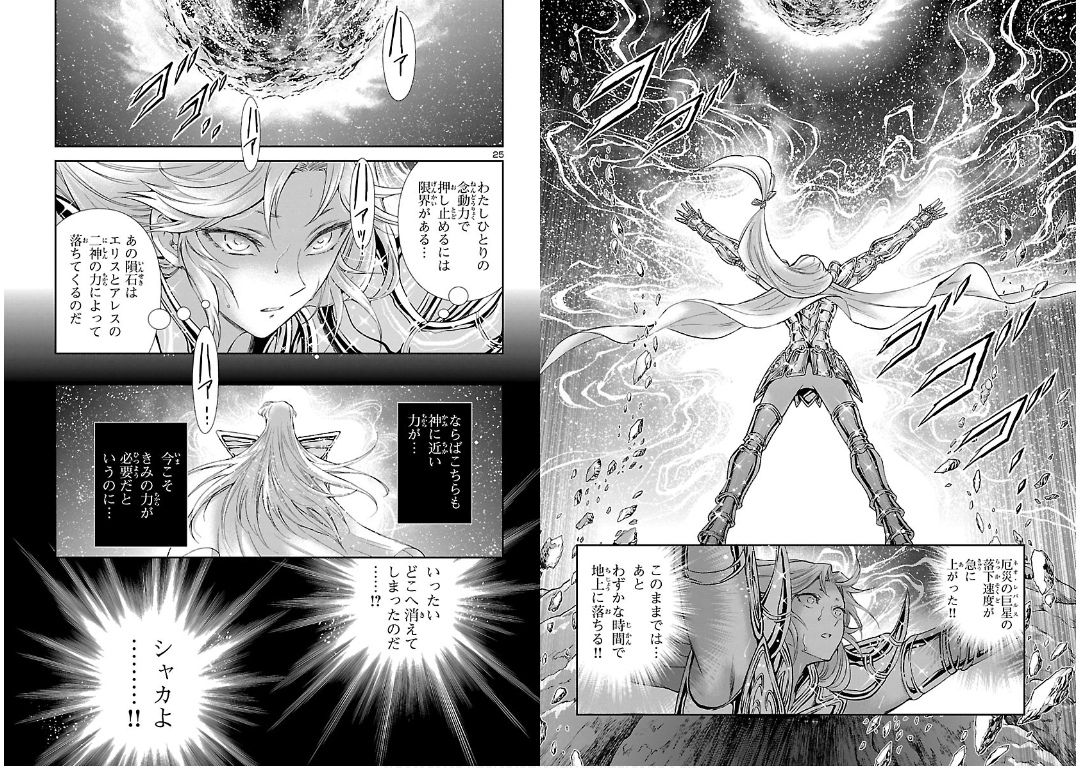 ゴ
ゴ
ゴ
ゴ
ゴ
ゴ
厄災の巨星の
落下速度が
急に
上がった!!
このままでは…
あと
わずかな時間で
地上に落ちる!!
ゴ
ゴ
ゴ
ハァ
ハァ
25
わたしひとりの
念動力で
押し止めるには
限界がある…
ハァ
あの隕石は
エリスとアレスの
二神の力によって
落ちてくるのだ
ハァ…!
ならばこちらも
神に近い
力が…
今こそ
きみの力が
必要だと
いうのに…
いったい
どこへ消えて
しまったのだ
……!?
シャカよ
………!!